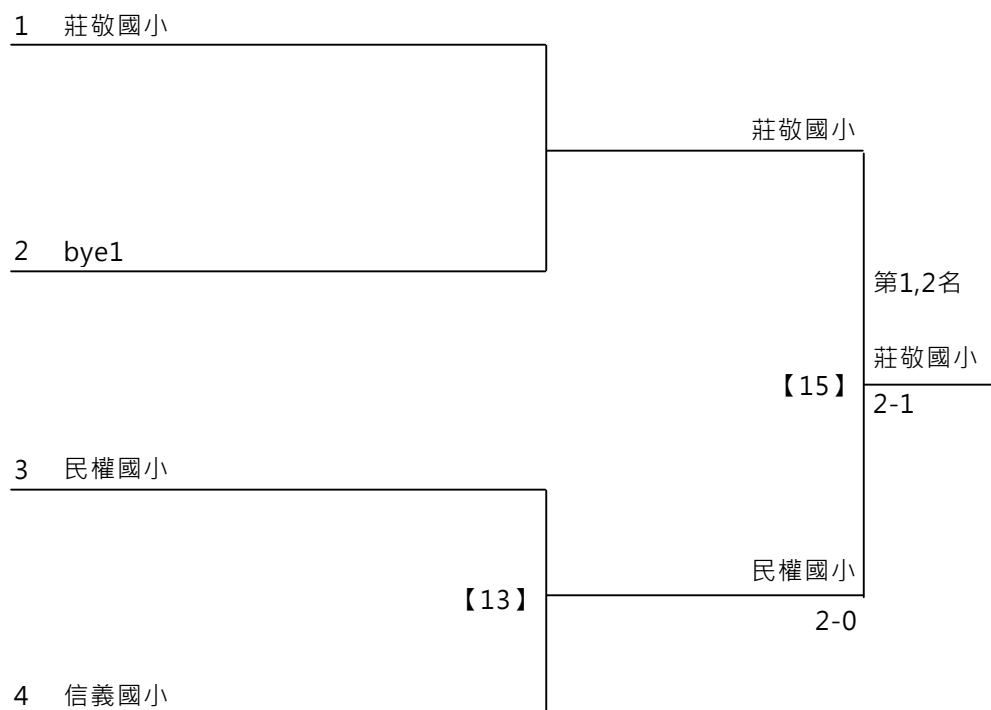 1 莊敬國小
莊敬國小
2 bye1
第1,2名
莊敬國小
【15】
2-1
3 民權國小
民權國小
【13】
2-0
4 信義國小